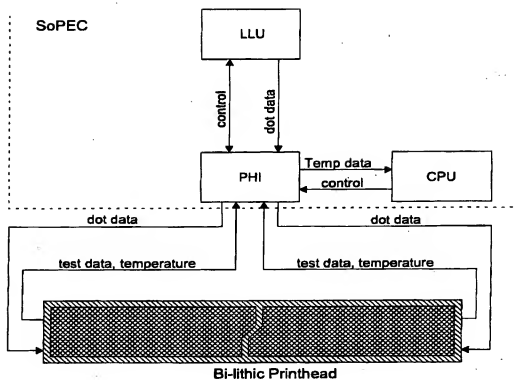 SoPEC
LLU
control
dot data
PHI
Temp data
control
CPU
dot data
dot data
test data, temperature
test data, temperature
Bi-lithic Printhead